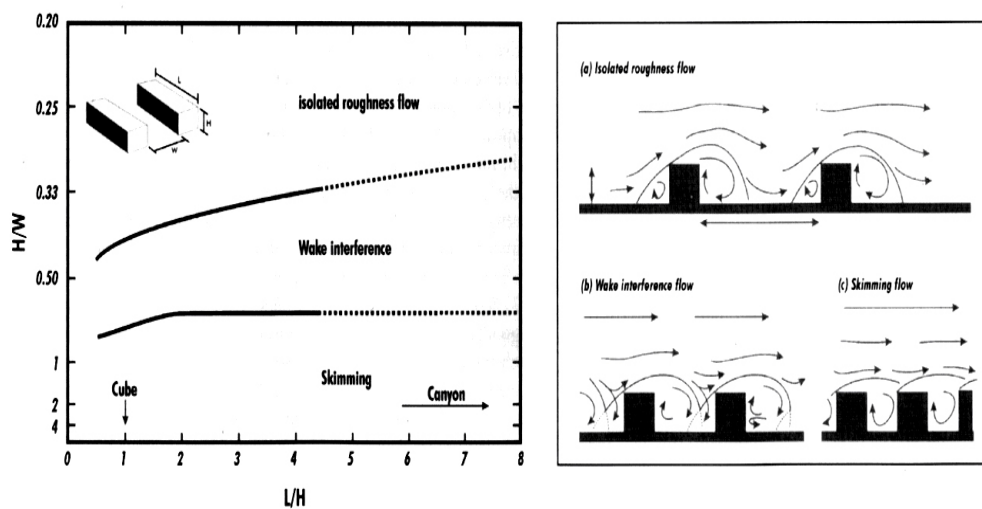 0.20
0.25
0.33
0.50
1
2
4
H/W
L
H
W
isolated roughness flow
Wake interference
Skimming
Cube
Canyon
0 1 2 3 4 5 6 7 8
L/H
(a) Isolated roughness flow
(b) Wake interference flow
(c) Skimming flow